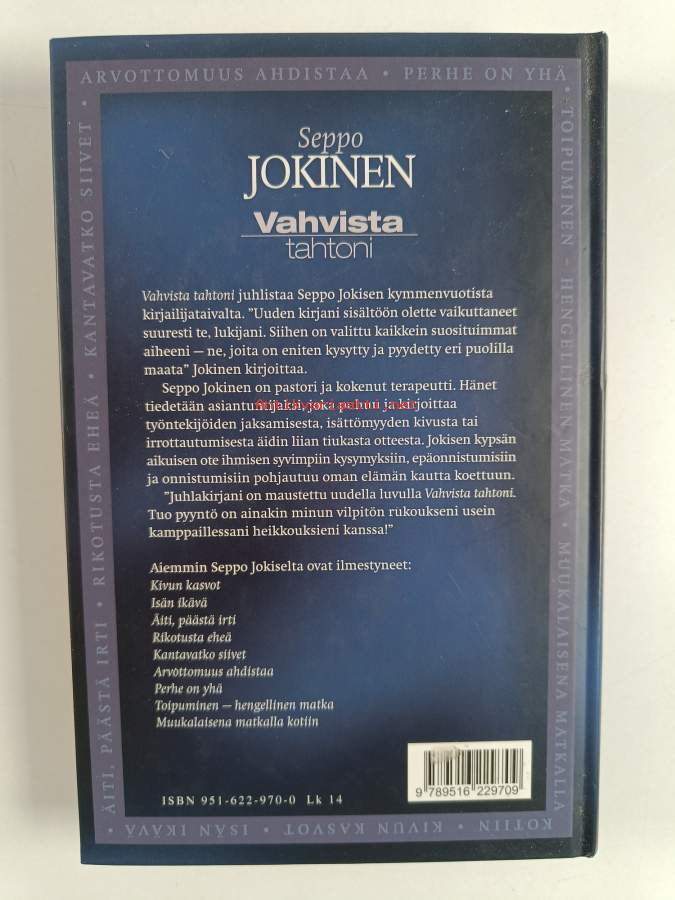 ARVOTTOMUUS AHDISTAA • PERHE ON YHÄ •
TOIPUMINEN – HENGELLINEN MATKA • MUUKALAISENA MATKALLA
KOTIIN • KIVUN KASVOT • ISÄN IKÄVÄ •
ÄITI, PÄÄSTÄ IRTI • RIKOTUSTA EHEÄ • KANTAVATKO SIIVET •
Seppo
JOKINEN
Vahvista
tahtoni
Vahvista tahtoni juhlistaa Seppo Jokisen kymmenvuotista
kirjailijataivalta. ”Uuden kirjani sisältöön olette vaikuttaneet
suuresti te, lukijani. Siihen on valittu kaikkein suosituimmat
aiheeni – ne, joita on eniten kysytty ja pyydetty eri puolilla
maata” Jokinen kirjoittaa.
Seppo Jokinen on pastori ja kokenut terapeutti. Hänet
tiedetään asiantuntijaksi, joka puhuu ja kirjoittaa
työntekijöiden jaksamisesta, isättömyyden kivusta tai
irrottautumisesta äidin liian tiukasta otteesta. Jokisen kypsän
aikuisen ote ihmisen syvimpiin kysymyksiin, epäonnistumisiin
ja onnistumisiin pohjautuu oman elämän kautta koettuun.
”Juhlakirjani on maustettu uudella luvulla Vahvista tahtoni.
Tuo pyyntö on ainakin minun vilpitön rukoukseni usein
kamppaillessani heikkouksieni kanssa!”
Aiemmin Seppo Jokiselta ovat ilmestyneet:
Kivun kasvot
Isän ikävä
Äiti, päästä irti
Rikotusta eheä
Kantavatko siivet
Arvottomuus ahdistaa
Perhe on yhä
Toipuminen – hengellinen matka
Muukalaisena matkalla kotiin
ISBN 951-622-970-0 Lk 14
9 789516 229709